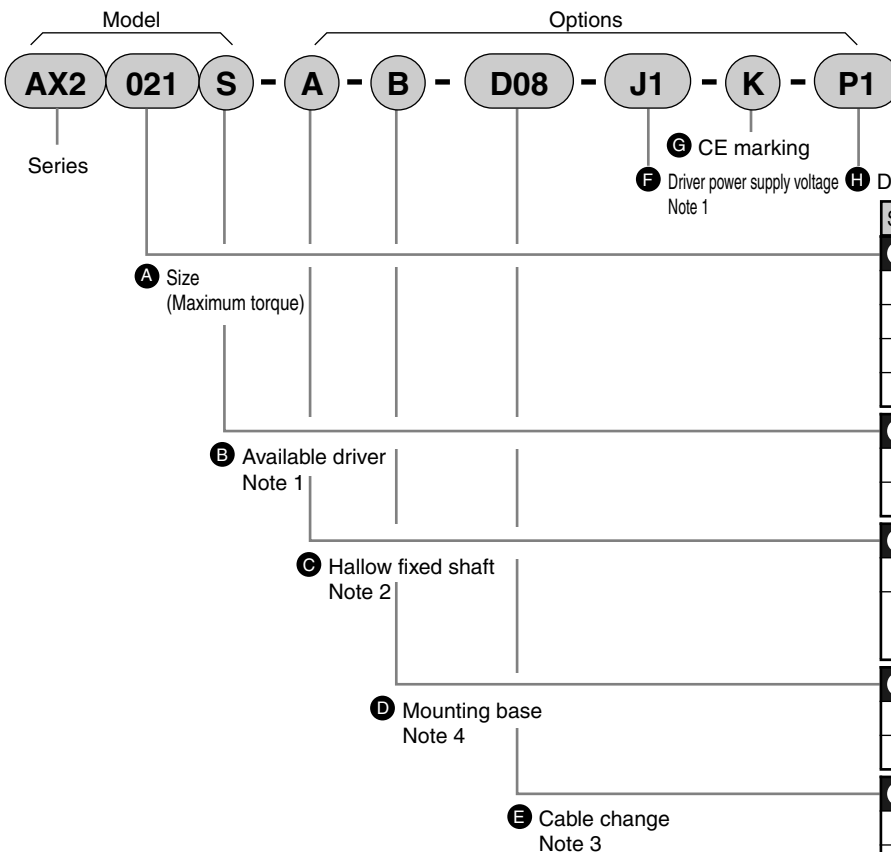 Model
Options
AX2 021 S - A - B - D08 - J1 - K - P1
Series
G CE marking
F Driver power supply voltage
Note 1
H D
S
A Size
(Maximum torque)
B Available driver
Note 1
C Hallow fixed shaft
Note 2
D Mounting base
Note 4
E Cable change
Note 3